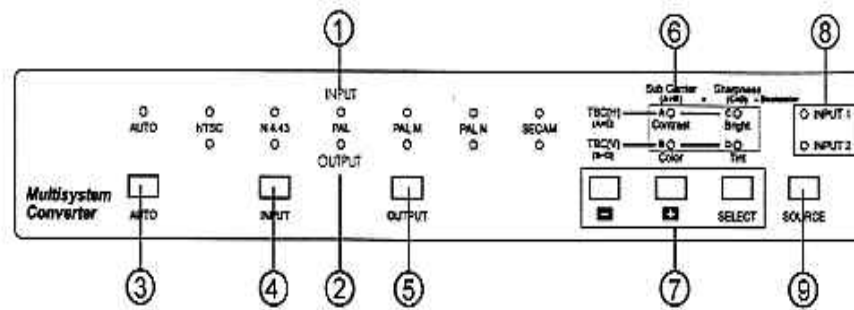 ① ⑥ ⑧
INPUT
Sub Carrier Sharpness
(A+B) (C+D)
AUTO NTSC N 4.43 PAL PAL M PAL N SECAM
TBC(H) A Contrast C Bright
INPUT 1
TBC(V) B Color D Tint
INPUT 2
OUTPUT
Multisystem
Converter
AUTO INPUT OUTPUT - + SELECT SOURCE
③ ④ ② ⑤ ⑦ ⑨